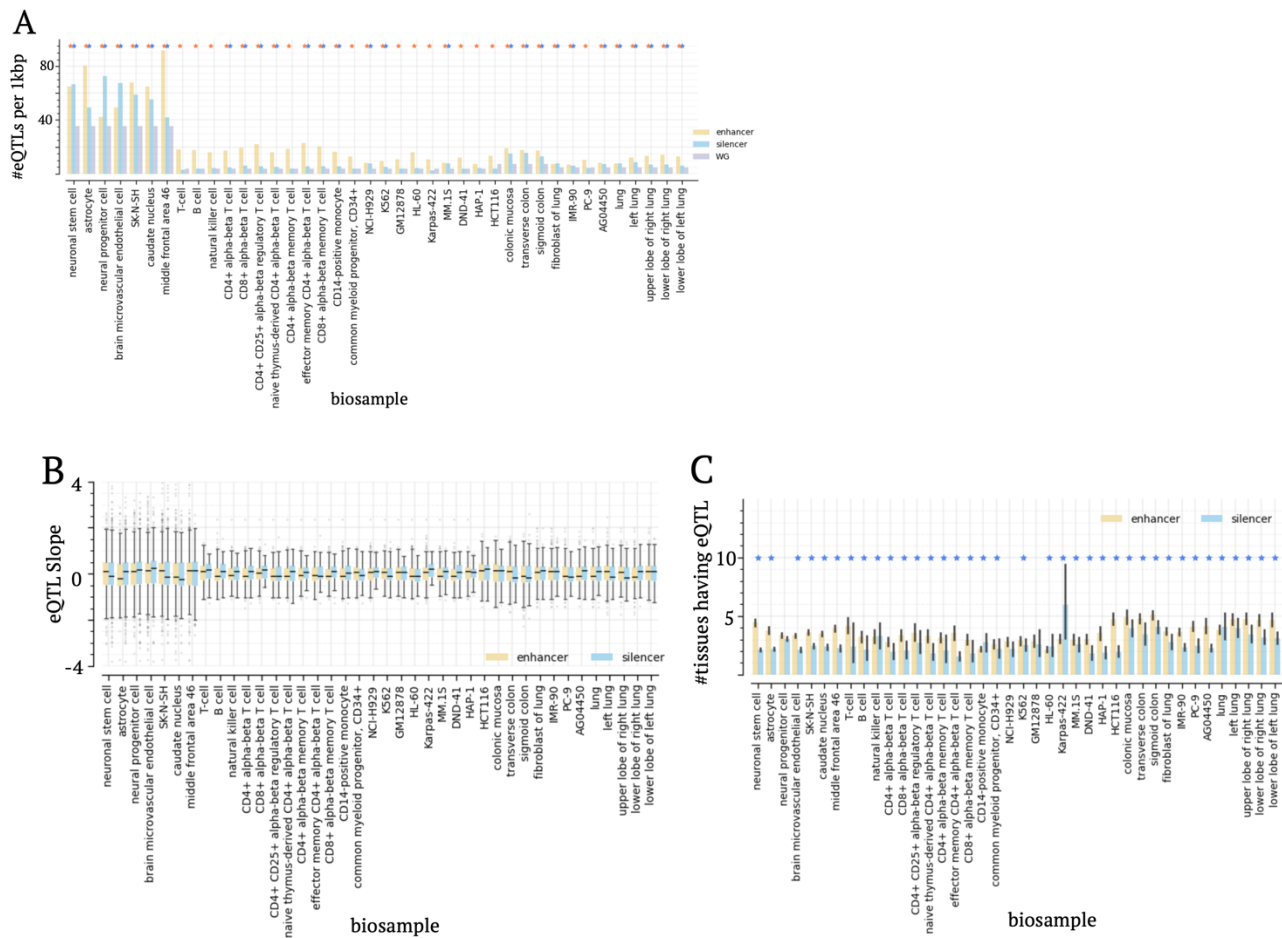 A
#eQTLs per 1kbp
80
40
enhancer
silencer
WG
neuronal stem cell
astrocyte
neural progenitor cell
brain microvascular endothelial cell
SK-N-SH
caudate nucleus
middle frontal area 46
T-cell
B cell
natural killer cell
CD4+ alpha-beta T cell
CD8+ alpha-beta T cell
CD4+ CD25+ alpha-beta regulatory T cell
naive thymus-derived CD4+ alpha-beta T cell
CD4+ alpha-beta memory T cell
effector memory CD4+ alpha-beta T cell
CD8+ alpha-beta memory T cell
CD14-positive monocyte
common myeloid progenitor, CD34+
NCI-H929
K562
GM12878
HL-60
Karpas-422
MM.1S
DND-41
HAP-1
HCT116
colonic mucosa
transverse colon
sigmoid colon
fibroblast of lung
IMR-90
PC-9
AG04450
lung
left lung
upper lobe of right lung
lower lobe of right lung
lower lobe of left lung
biosample
B
eQTL Slope
4
0
-4
enhancer
silencer
neuronal stem cell
astrocyte
neural progenitor cell
brain microvascular endothelial cell
SK-N-SH
caudate nucleus
middle frontal area 46
T-cell
B cell
natural killer cell
CD4+ alpha-beta T cell
CD8+ alpha-beta T cell
CD4+ CD25+ alpha-beta regulatory T cell
naive thymus-derived CD4+ alpha-beta T cell
CD4+ alpha-beta memory T cell
effector memory CD4+ alpha-beta T cell
CD8+ alpha-beta memory T cell
CD14-positive monocyte
common myeloid progenitor, CD34+
NCI-H929
K562
GM12878
HL-60
Karpas-422
MM.1S
DND-41
HAP-1
HCT116
colonic mucosa
transverse colon
sigmoid colon
fibroblast of lung
IMR-90
PC-9
AG04450
lung
left lung
upper lobe of right lung
lower lobe of right lung
lower lobe of left lung
biosample
C
#tissues having eQTL
10
5
enhancer
silencer
neuronal stem cell
astrocyte
neural progenitor cell
brain microvascular endothelial cell
SK-N-SH
caudate nucleus
middle frontal area 46
T-cell
B cell
natural killer cell
CD4+ alpha-beta T cell
CD8+ alpha-beta T cell
CD4+ CD25+ alpha-beta regulatory T cell
naive thymus-derived CD4+ alpha-beta T cell
CD4+ alpha-beta memory T cell
effector memory CD4+ alpha-beta T cell
CD8+ alpha-beta memory T cell
CD14-positive monocyte
common myeloid progenitor, CD34+
NCI-H929
K562
GM12878
HL-60
Karpas-422
MM.1S
DND-41
HAP-1
HCT116
colonic mucosa
transverse colon
sigmoid colon
fibroblast of lung
IMR-90
PC-9
AG04450
lung
left lung
upper lobe of right lung
lower lobe of right lung
lower lobe of left lung
biosample